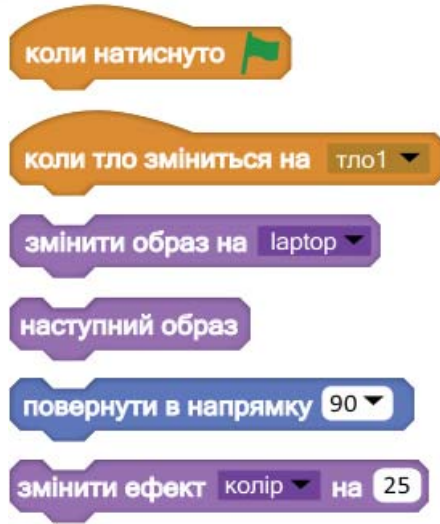 коли натиснуто
коли тло зміниться на тло1
змінити образ на laptop
наступний образ
повернути в напрямку 90
змінити ефект колір на 25